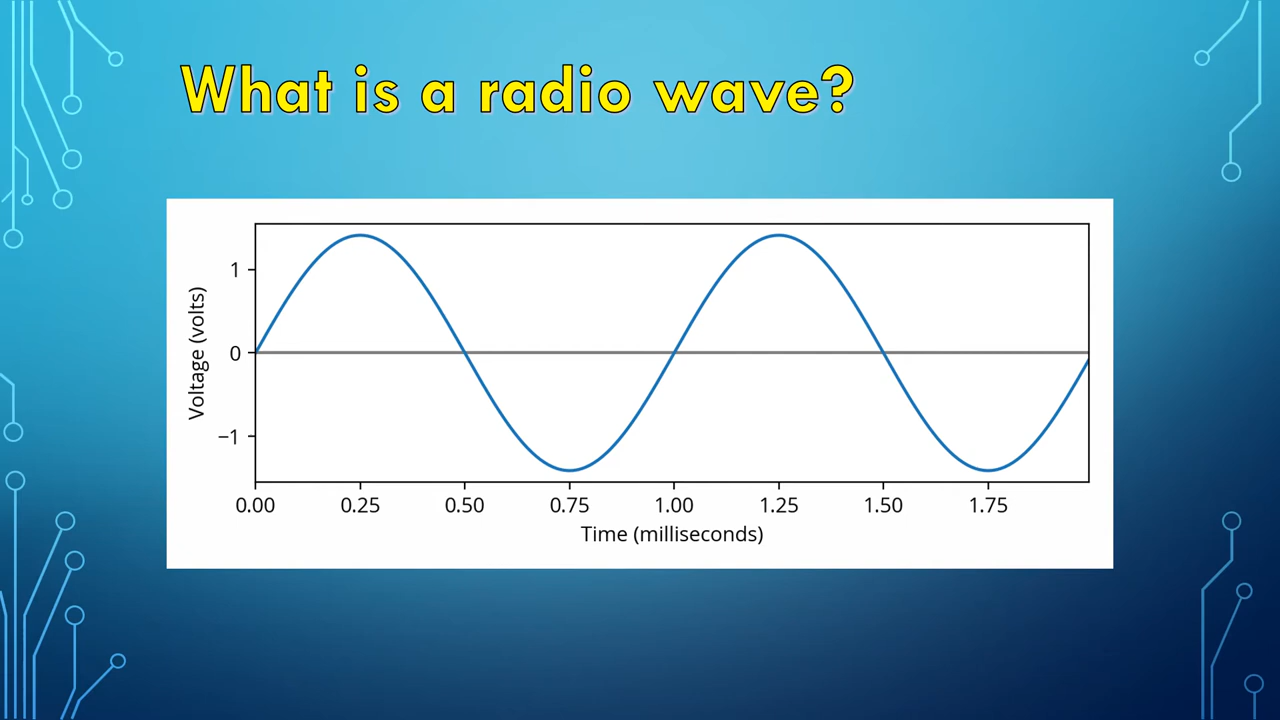 What is a radio wave?
1
0
−1
Voltage (volts)
0.00 0.25 0.50 0.75 1.00 1.25 1.50 1.75
Time (milliseconds)